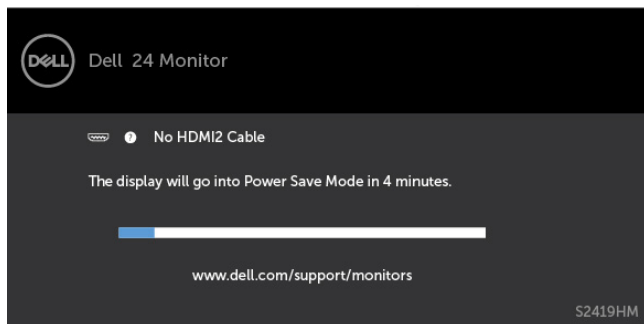 DELL
Dell 24 Monitor
? No HDMI2 Cable
The display will go into Power Save Mode in 4 minutes.
www.dell.com/support/monitors
S2419HM